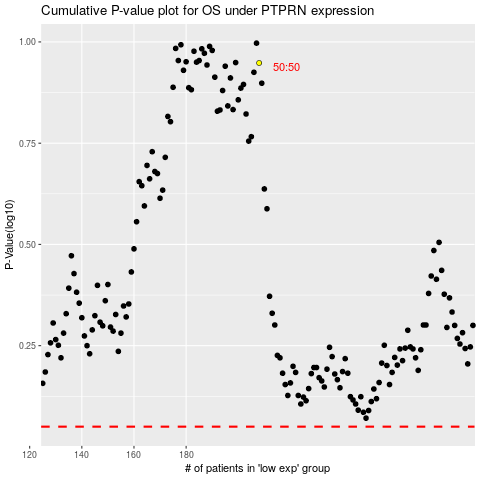 Cumulative P-value plot for OS under PTPRN expression
1.00
50:50
0.75
P-Value(log10)
0.50
0.25
120 140 160 180
# of patients in 'low exp' group